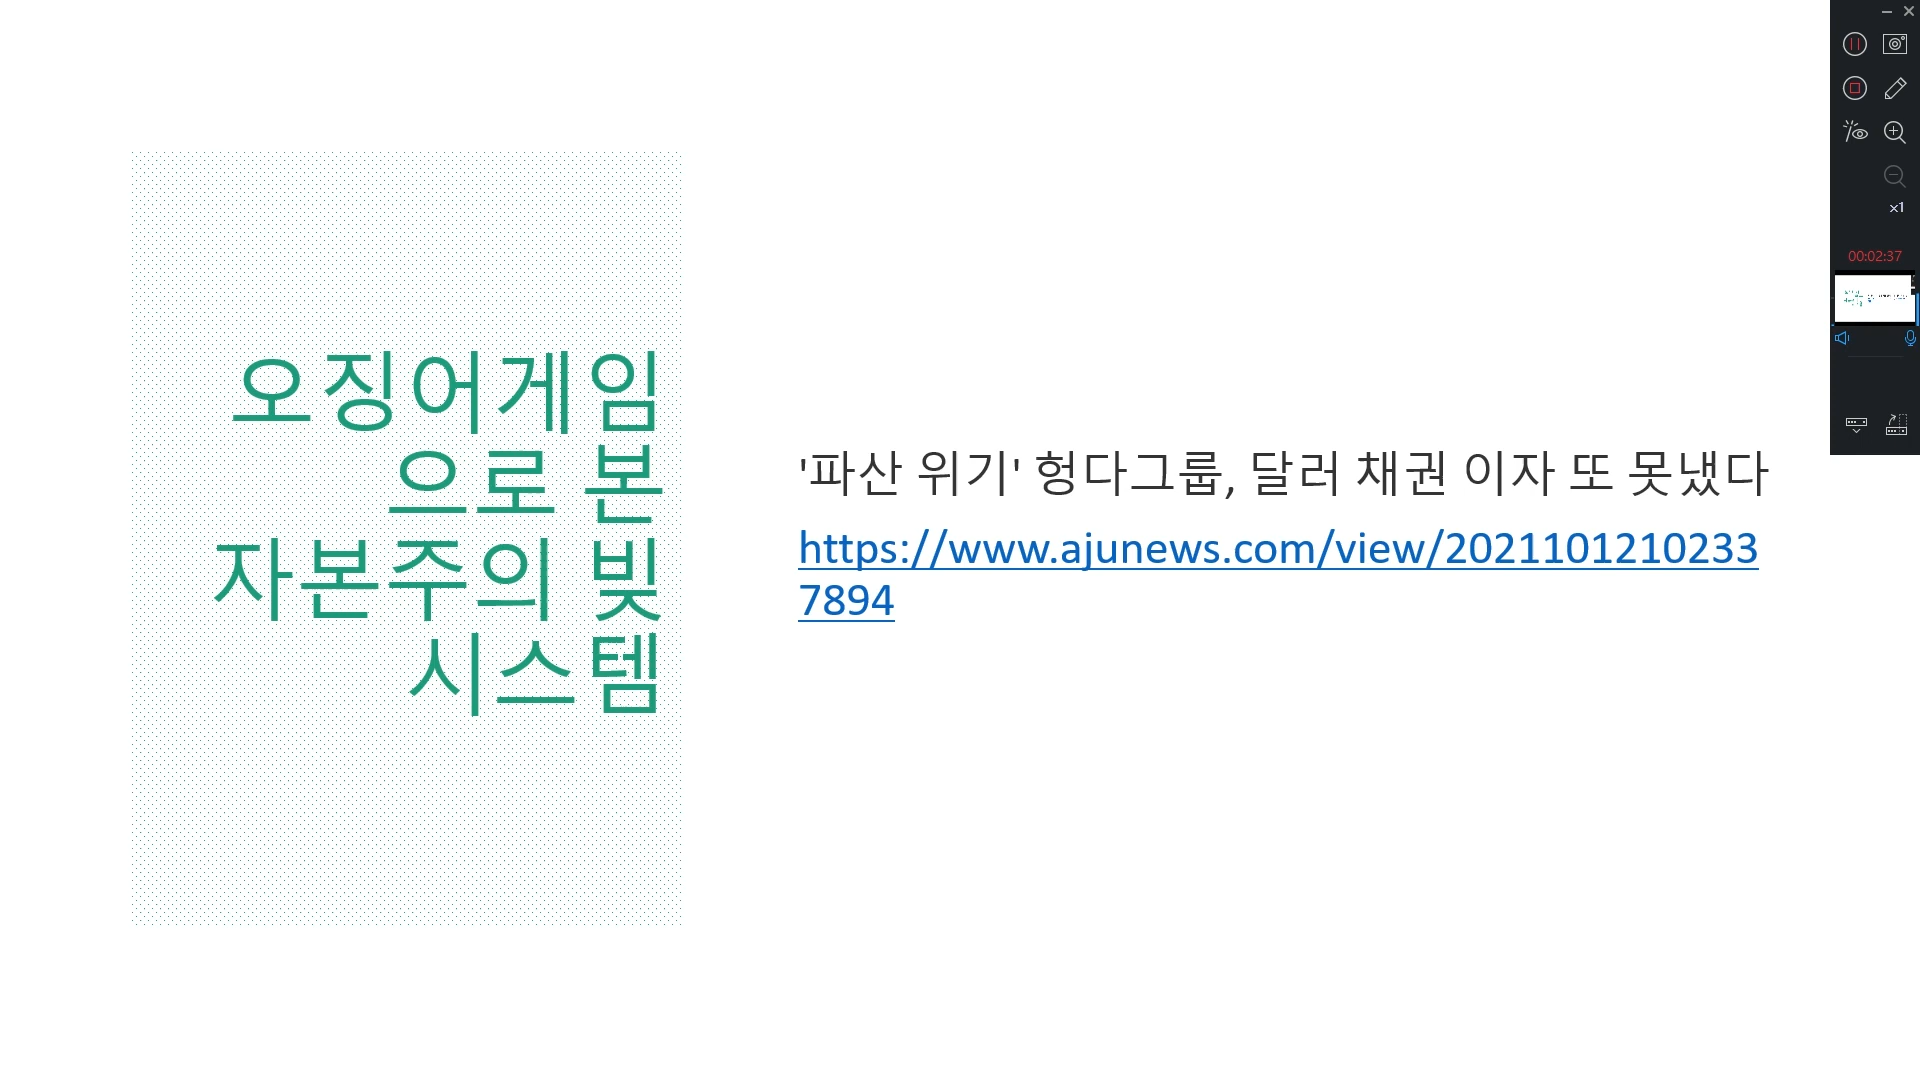 오징어게임
으로 본
자본주의 빚
시스템
'파산 위기' 헝다그룹, 달러 채권 이자 또 못냈다
https://www.ajunews.com/view/2021101210233
7894
x1
00:02:37